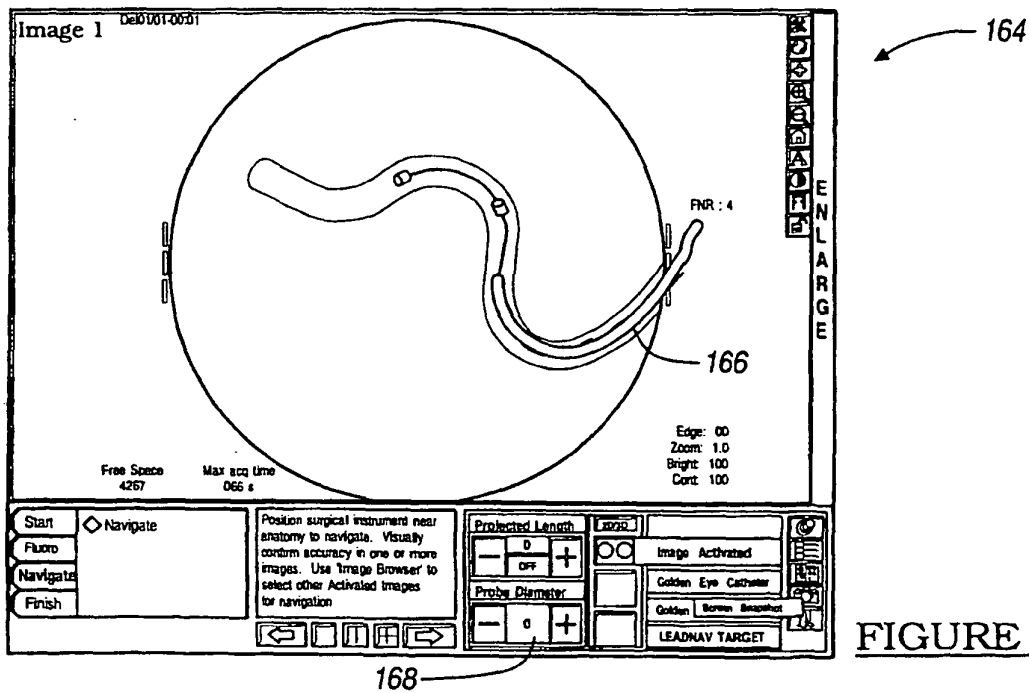 Image 1
164
ENLARGE
FNR : 4
166
Edge: 00
Zoom: 1.0
Bright: 100
Cont: 100
Free Space
4267
Max acq time
066 s
Start
Fluoro
Navigate
Finish
Navigate
Position surgical instrument near
anatomy to navigate. Visually
confirm accuracy in one or more
images. Use 'Image Browser' to
select other Activated Images
for navigation
Projected Length
0
OFF
Probe Diameter
0
2D/3D
Image Activated
Golden Eye Catheter
Golden
Screen Snapshot
LEADNAV TARGET
FIGURE
168